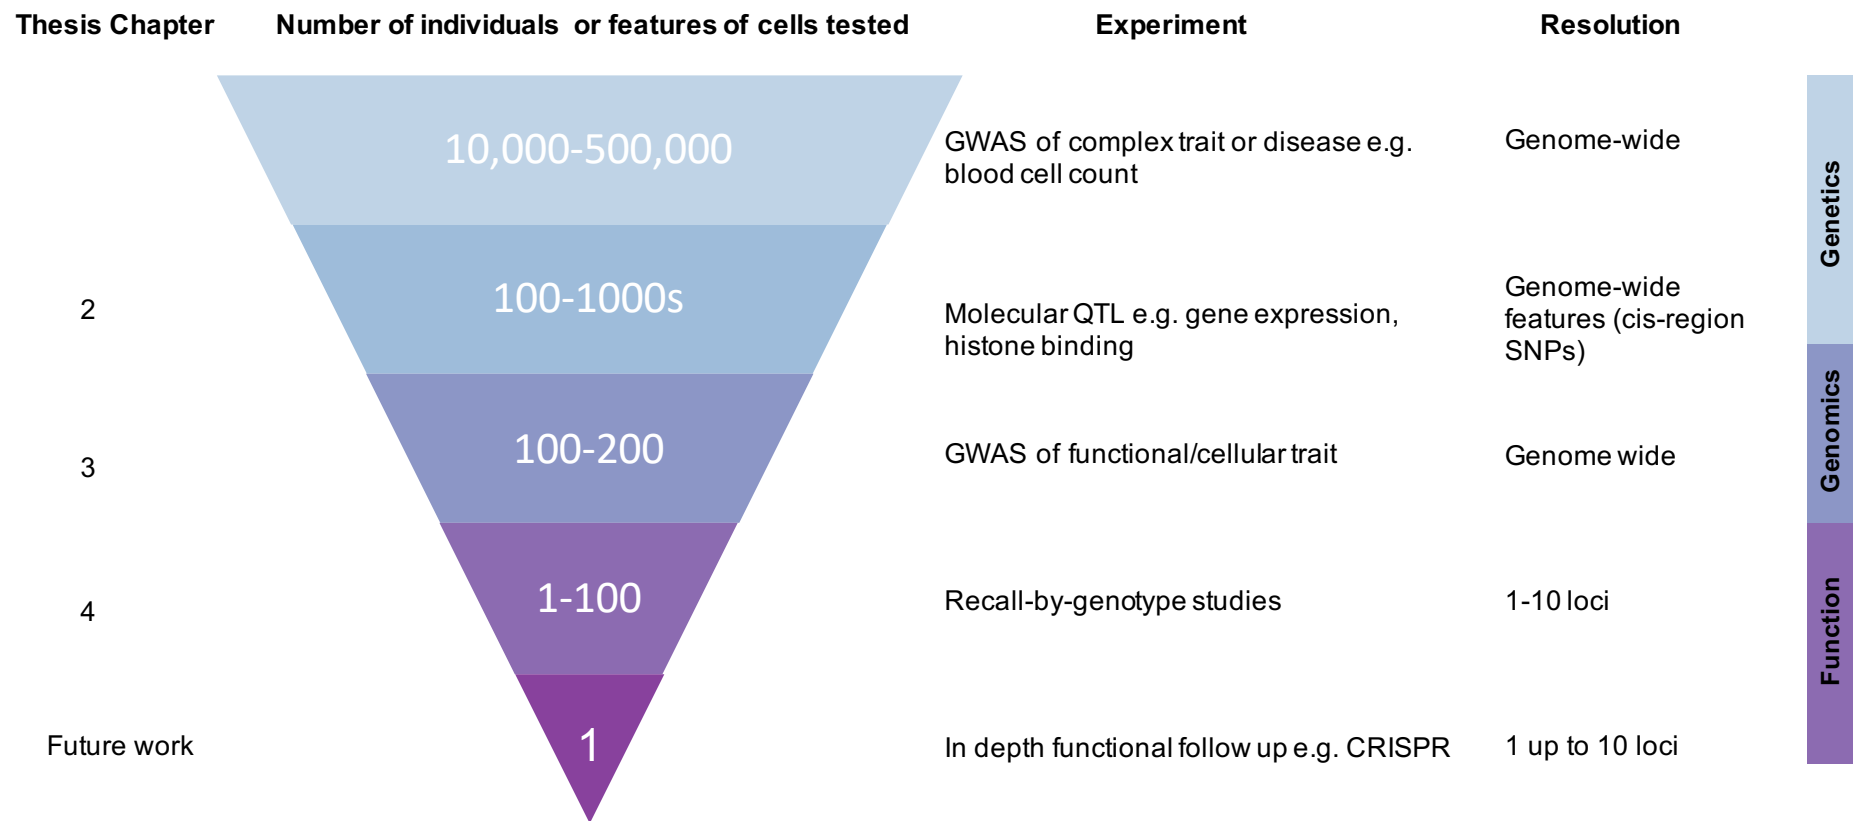 Thesis Chapter
Number of individuals or features of cells tested
Experiment
Resolution
10,000-500,000
GWAS of complex trait or disease e.g.
blood cell count
Genome-wide
2
100-1000s
Molecular QTL e.g. gene expression,
histone binding
Genome-wide
features (cis-region
SNPs)
3
100-200
GWAS of functional/cellular trait
Genome wide
4
1-100
Recall-by-genotype studies
1-10 loci
Future work
1
In depth functional follow up e.g. CRISPR
1 up to 10 loci
Genetics
Genomics
Function